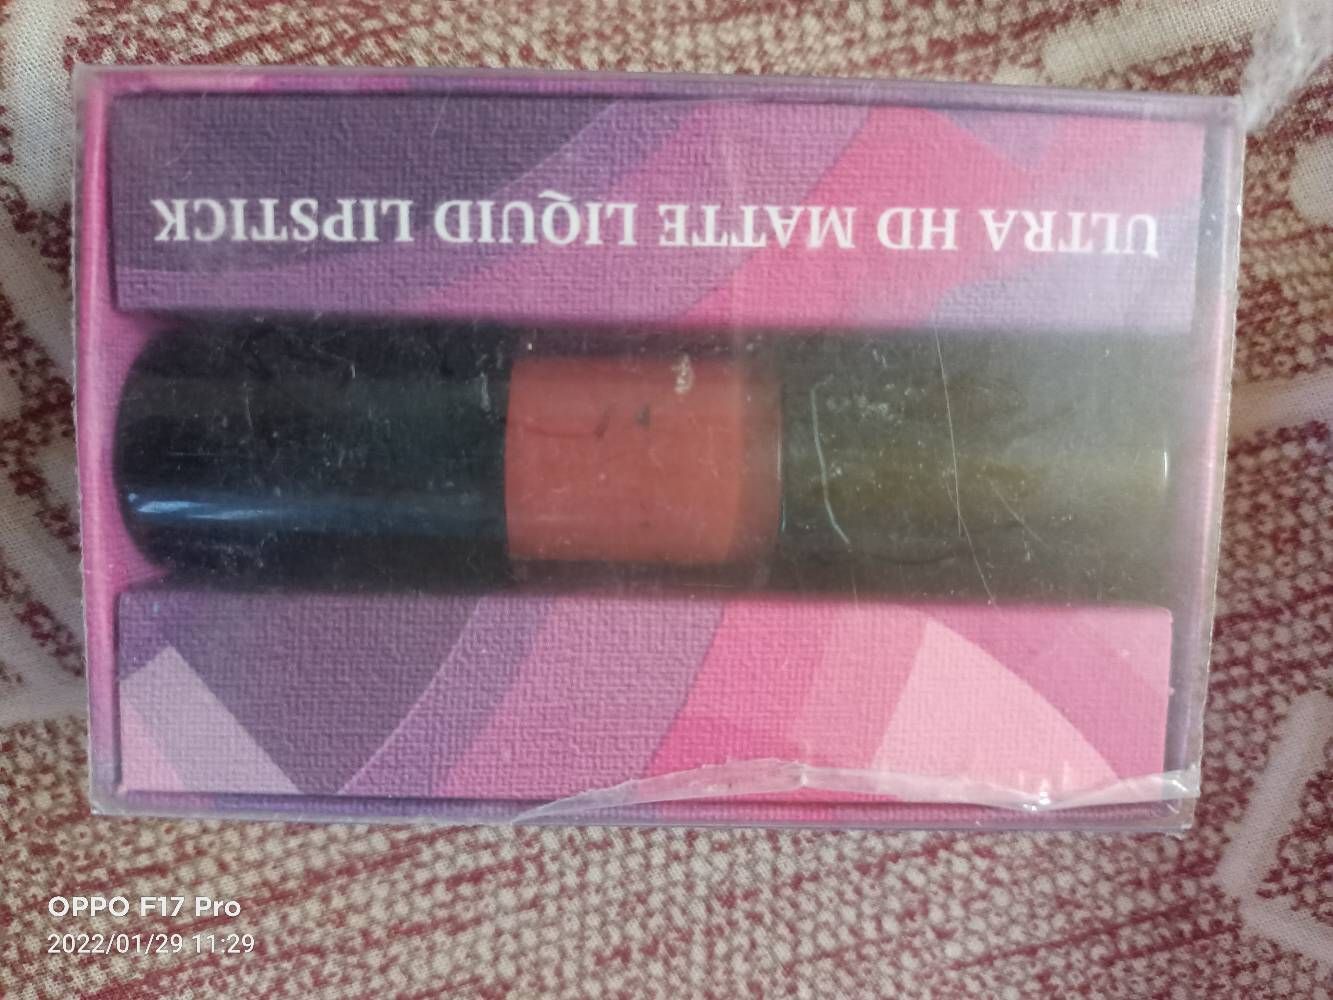 ULTRA HD MATTE LIQUID LIPSTICK
OPPO F17 Pro
2022/01/29 11:29